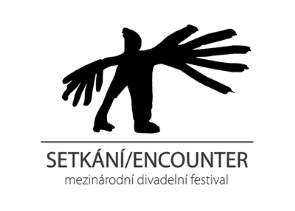 SETKÁNÍ/ENCOUNTER
mezinárodní divadelní festival